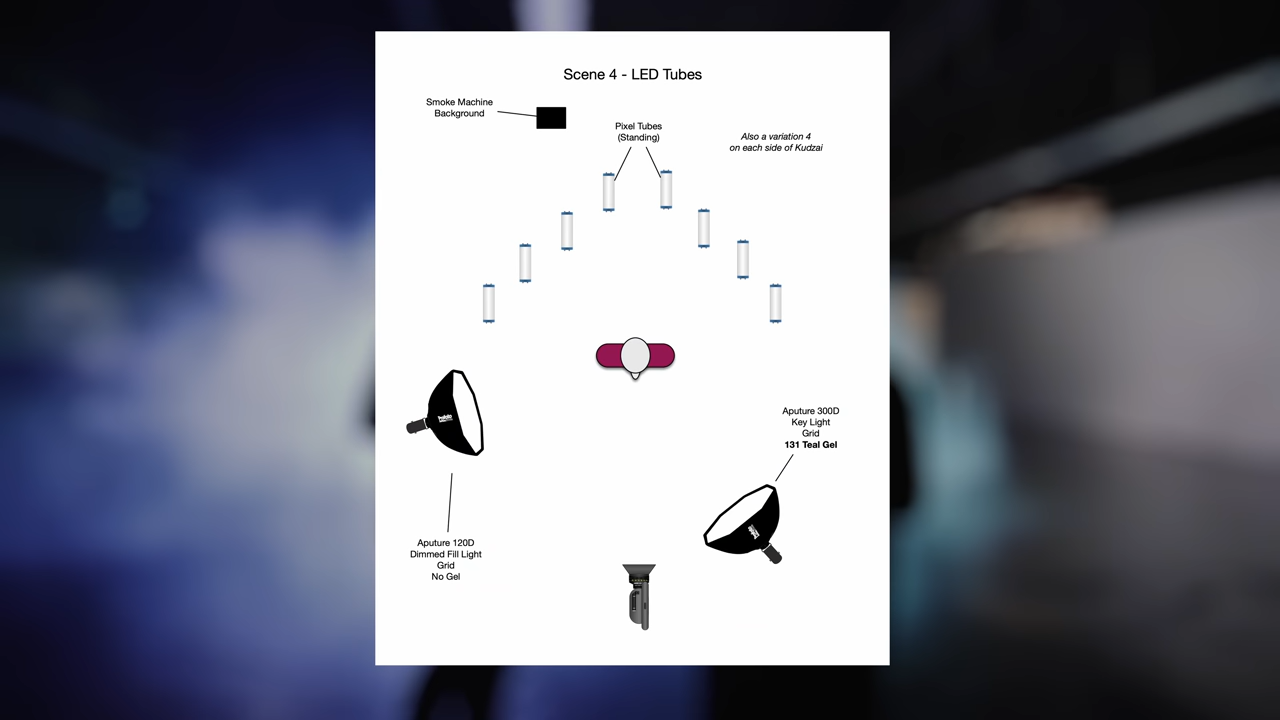 Scene 4 - LED Tubes
Smoke Machine
Background
Pixel Tubes
(Standing)
Also a variation 4
on each side of Kudzai
Aputure 300D
Key Light
Grid
131 Teal Gel
Aputure 120D
Dimmed Fill Light
Grid
No Gel